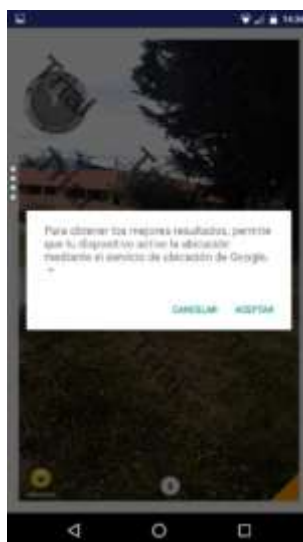 Para obtener los mejores resultados, permite
que tu dispositivo active la ubicación
mediante el servicio de ubicación de Google.
CANCELAR ACEPTAR